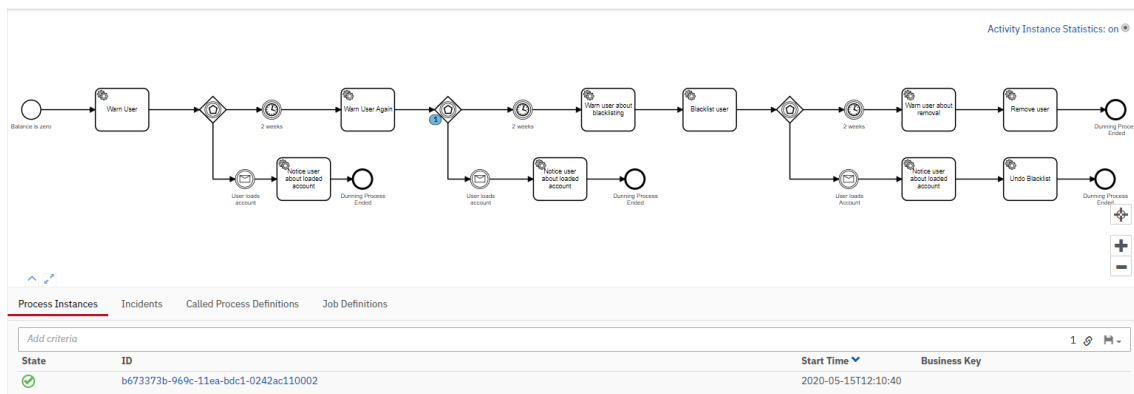 Activity Instance Statistics: on
Warn User
Warn User Again
Warn user about
blacklisting
Blacklist user
Warn user about
removal
Remove user
Balance is zero
2 weeks
1
2 weeks
2 weeks
Dunning Proce
Ended
Notice user
about loaded
account
Notice user
about loaded
account
Notice user
about loaded
account
Undo Blacklist
User loads
account
Dunning Process
Ended
User loads
account
Dunning Process
Ended
User loads
Account
Dunning Process
Ended
Process Instances
Incidents
Called Process Definitions
Job Definitions
Add criteria
1
State
ID
Start Time
Business Key
b673373b-969c-11ea-bdc1-0242ac110002
2020-05-15T12:10:40